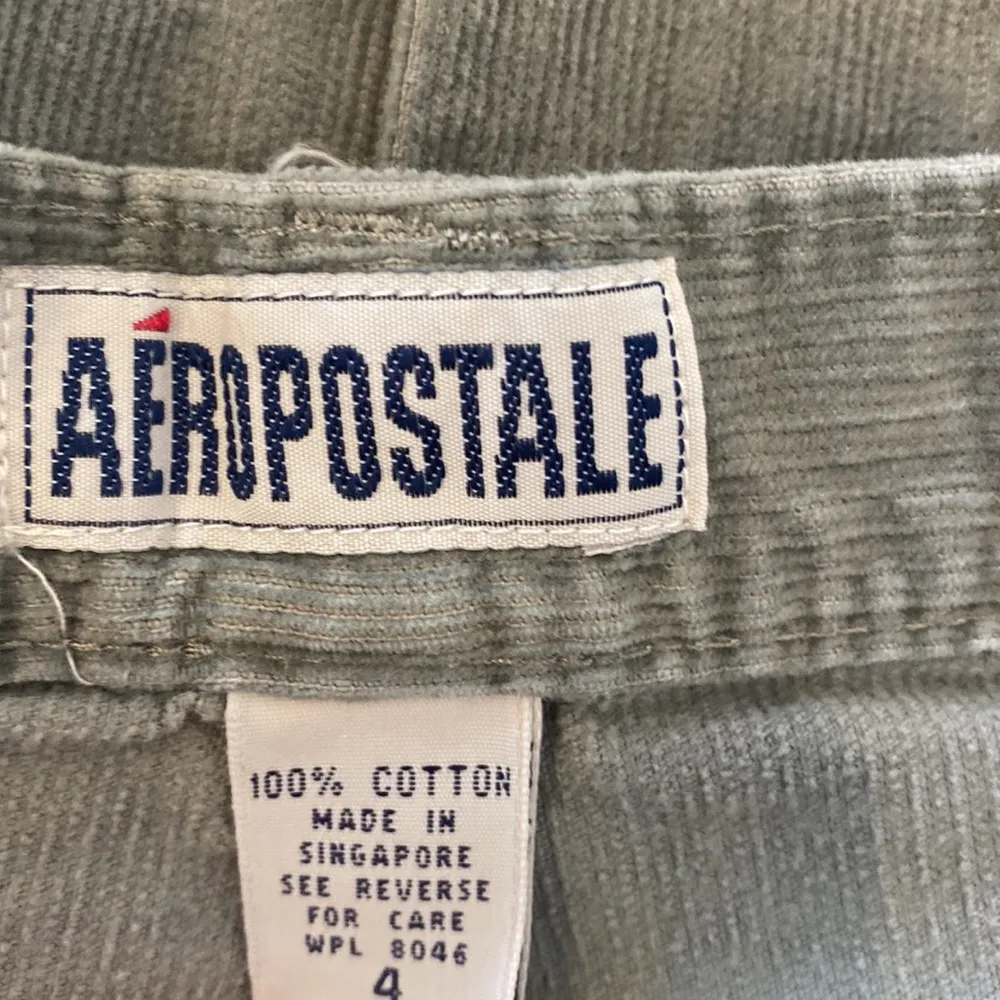 AÉROPOSTALE
100% COTTON
MADE IN
SINGAPORE
SEE REVERSE
FOR CARE
WPL 8046
4